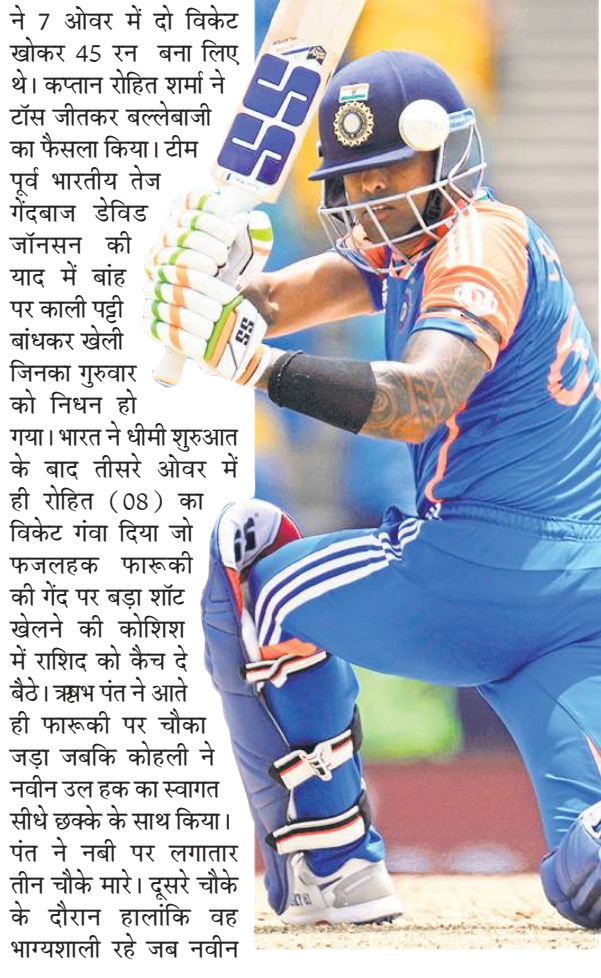 ने 7 ओवर में दो विकेट
खोकर 45 रन बना लिए
थे। कप्तान रोहित शर्मा ने
टॉस जीतकर बल्लेबाजी
का फैसला किया। टीम
पूर्व भारतीय तेज
गेंदबाज डेविड
जॉनसन की
याद में बांह
पर काली पट्टी
बांधकर खेली
जिनका गुरुवार
को निधन हो
गया। भारत ने धीमी शुरुआत
के बाद तीसरे ओवर में
ही रोहित (08) का
विकेट गंवा दिया जो
फजलहक फारूकी
की गेंद पर बड़ा शॉट
खेलने की कोशिश
में राशिद को कैच दे
बैठे। ऋषभ पंत ने आते
ही फारूकी पर चौका
जड़ा जबकि कोहली ने
नवीन उल हक का स्वागत
सीधे छक्के के साथ किया।
पंत ने नबी पर लगातार
तीन चौके मारे। दूसरे चौके
के दौरान हालांकि वह
भाग्यशाली रहे जब नवीन
SS
SS